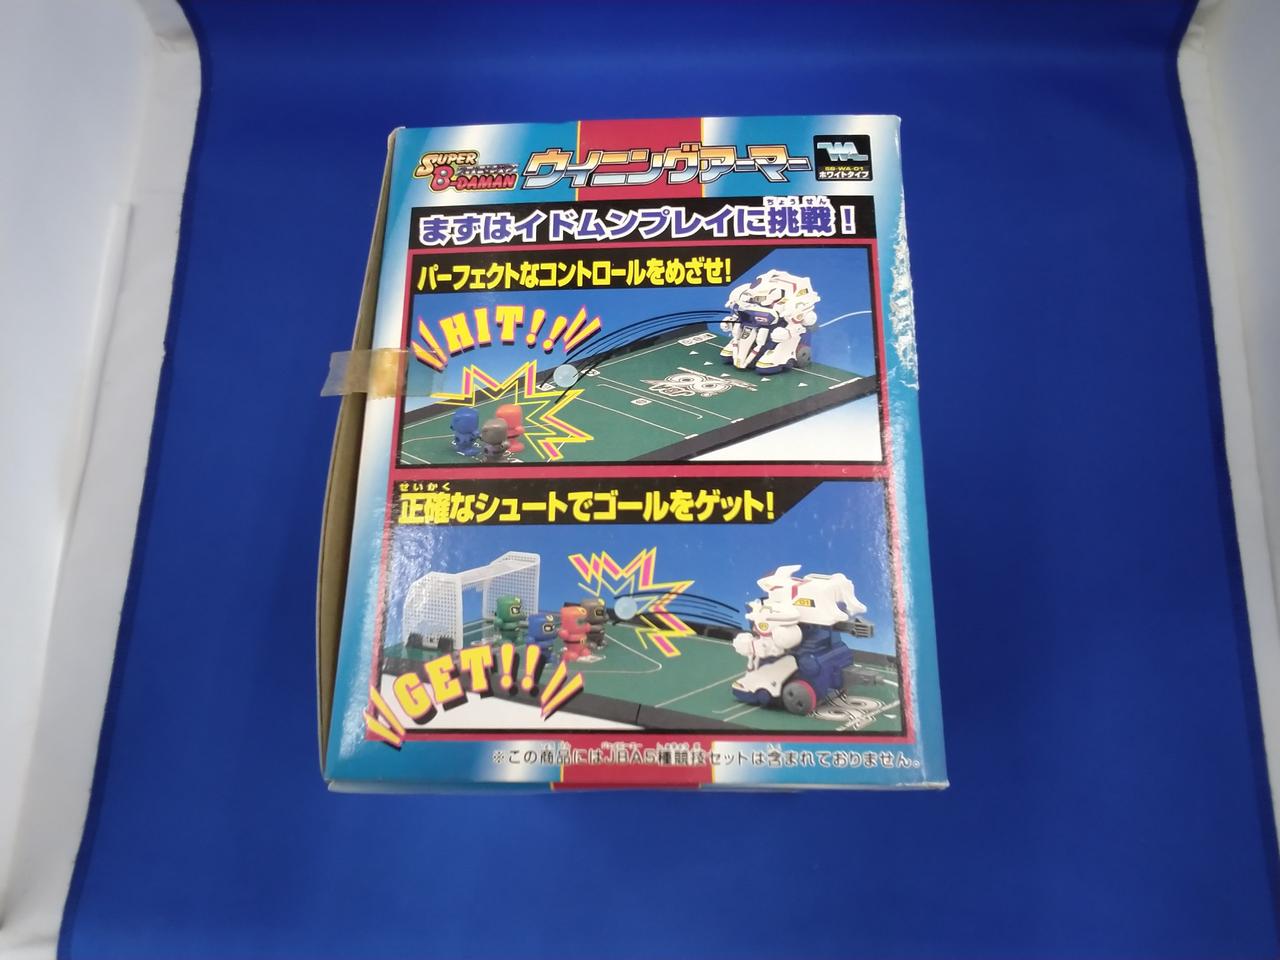 SUPER
B-DAMAN
ウイニングアーマー
WA
SB-WA-01
ホワイトタイプ
ちょうせん
まずはイドムンプレイに挑戦!
パーフェクトなコントロールをめざせ!
HIT!!
せいかく
正確なシュートでゴールをゲット!
01
GET!!
※この商品にはJBA5種競技セットは含まれておりません。